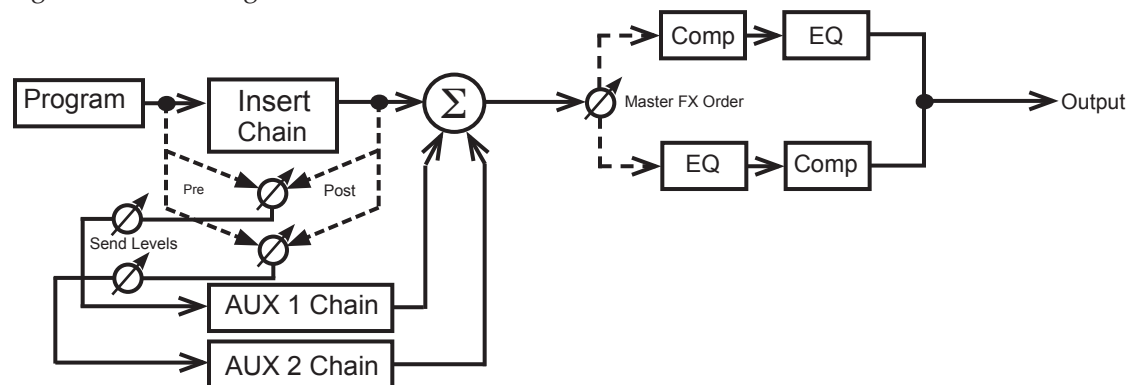 Program
Insert
Chain
Σ
Pre
Post
Send Levels
AUX 1 Chain
AUX 2 Chain
Master FX Order
Comp
EQ
EQ
Comp
Output